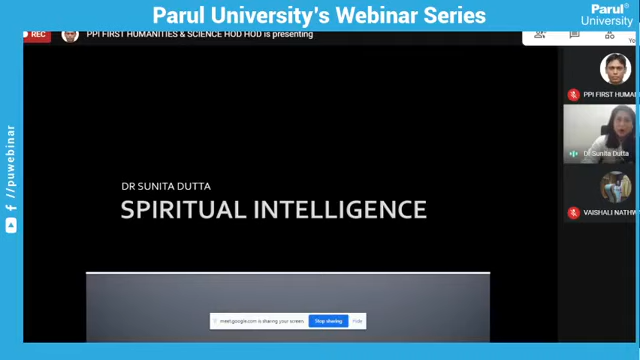 Parul University's Webinar Series
Parul®
University
REC
PPI FIRST HUMANITIES & SCIENCE HOD HOD is presenting
Yo
PPI FIRST HUMAN
Dr Sunita Dutta
VAISHALI NATHW
DR SUNITA DUTTA
SPIRITUAL INTELLIGENCE
meet.google.com is sharing your screen.
Stop sharing
Hide
/puwebinar